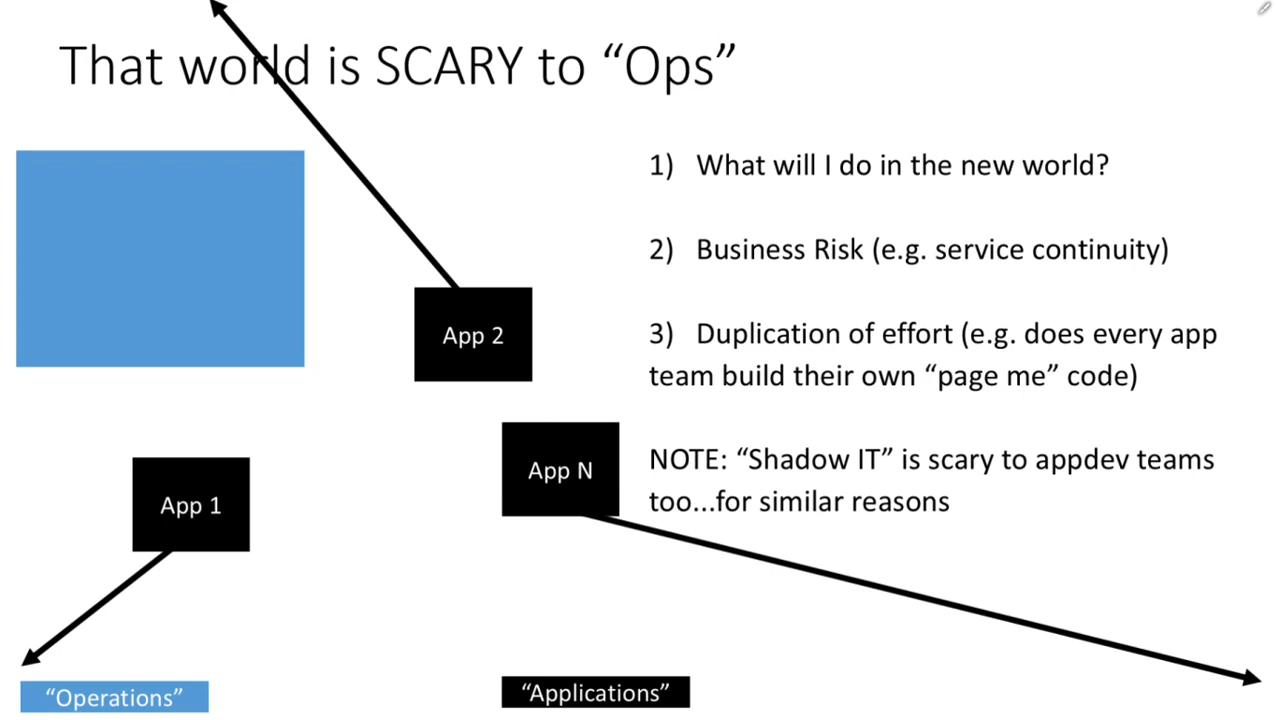 That world is SCARY to “Ops”
1) What will I do in the new world?
2) Business Risk (e.g. service continuity)
3) Duplication of effort (e.g. does every app
team build their own “page me” code)
NOTE: “Shadow IT” is scary to appdev teams
too...for similar reasons
App 2
App N
App 1
“Operations”
“Applications”